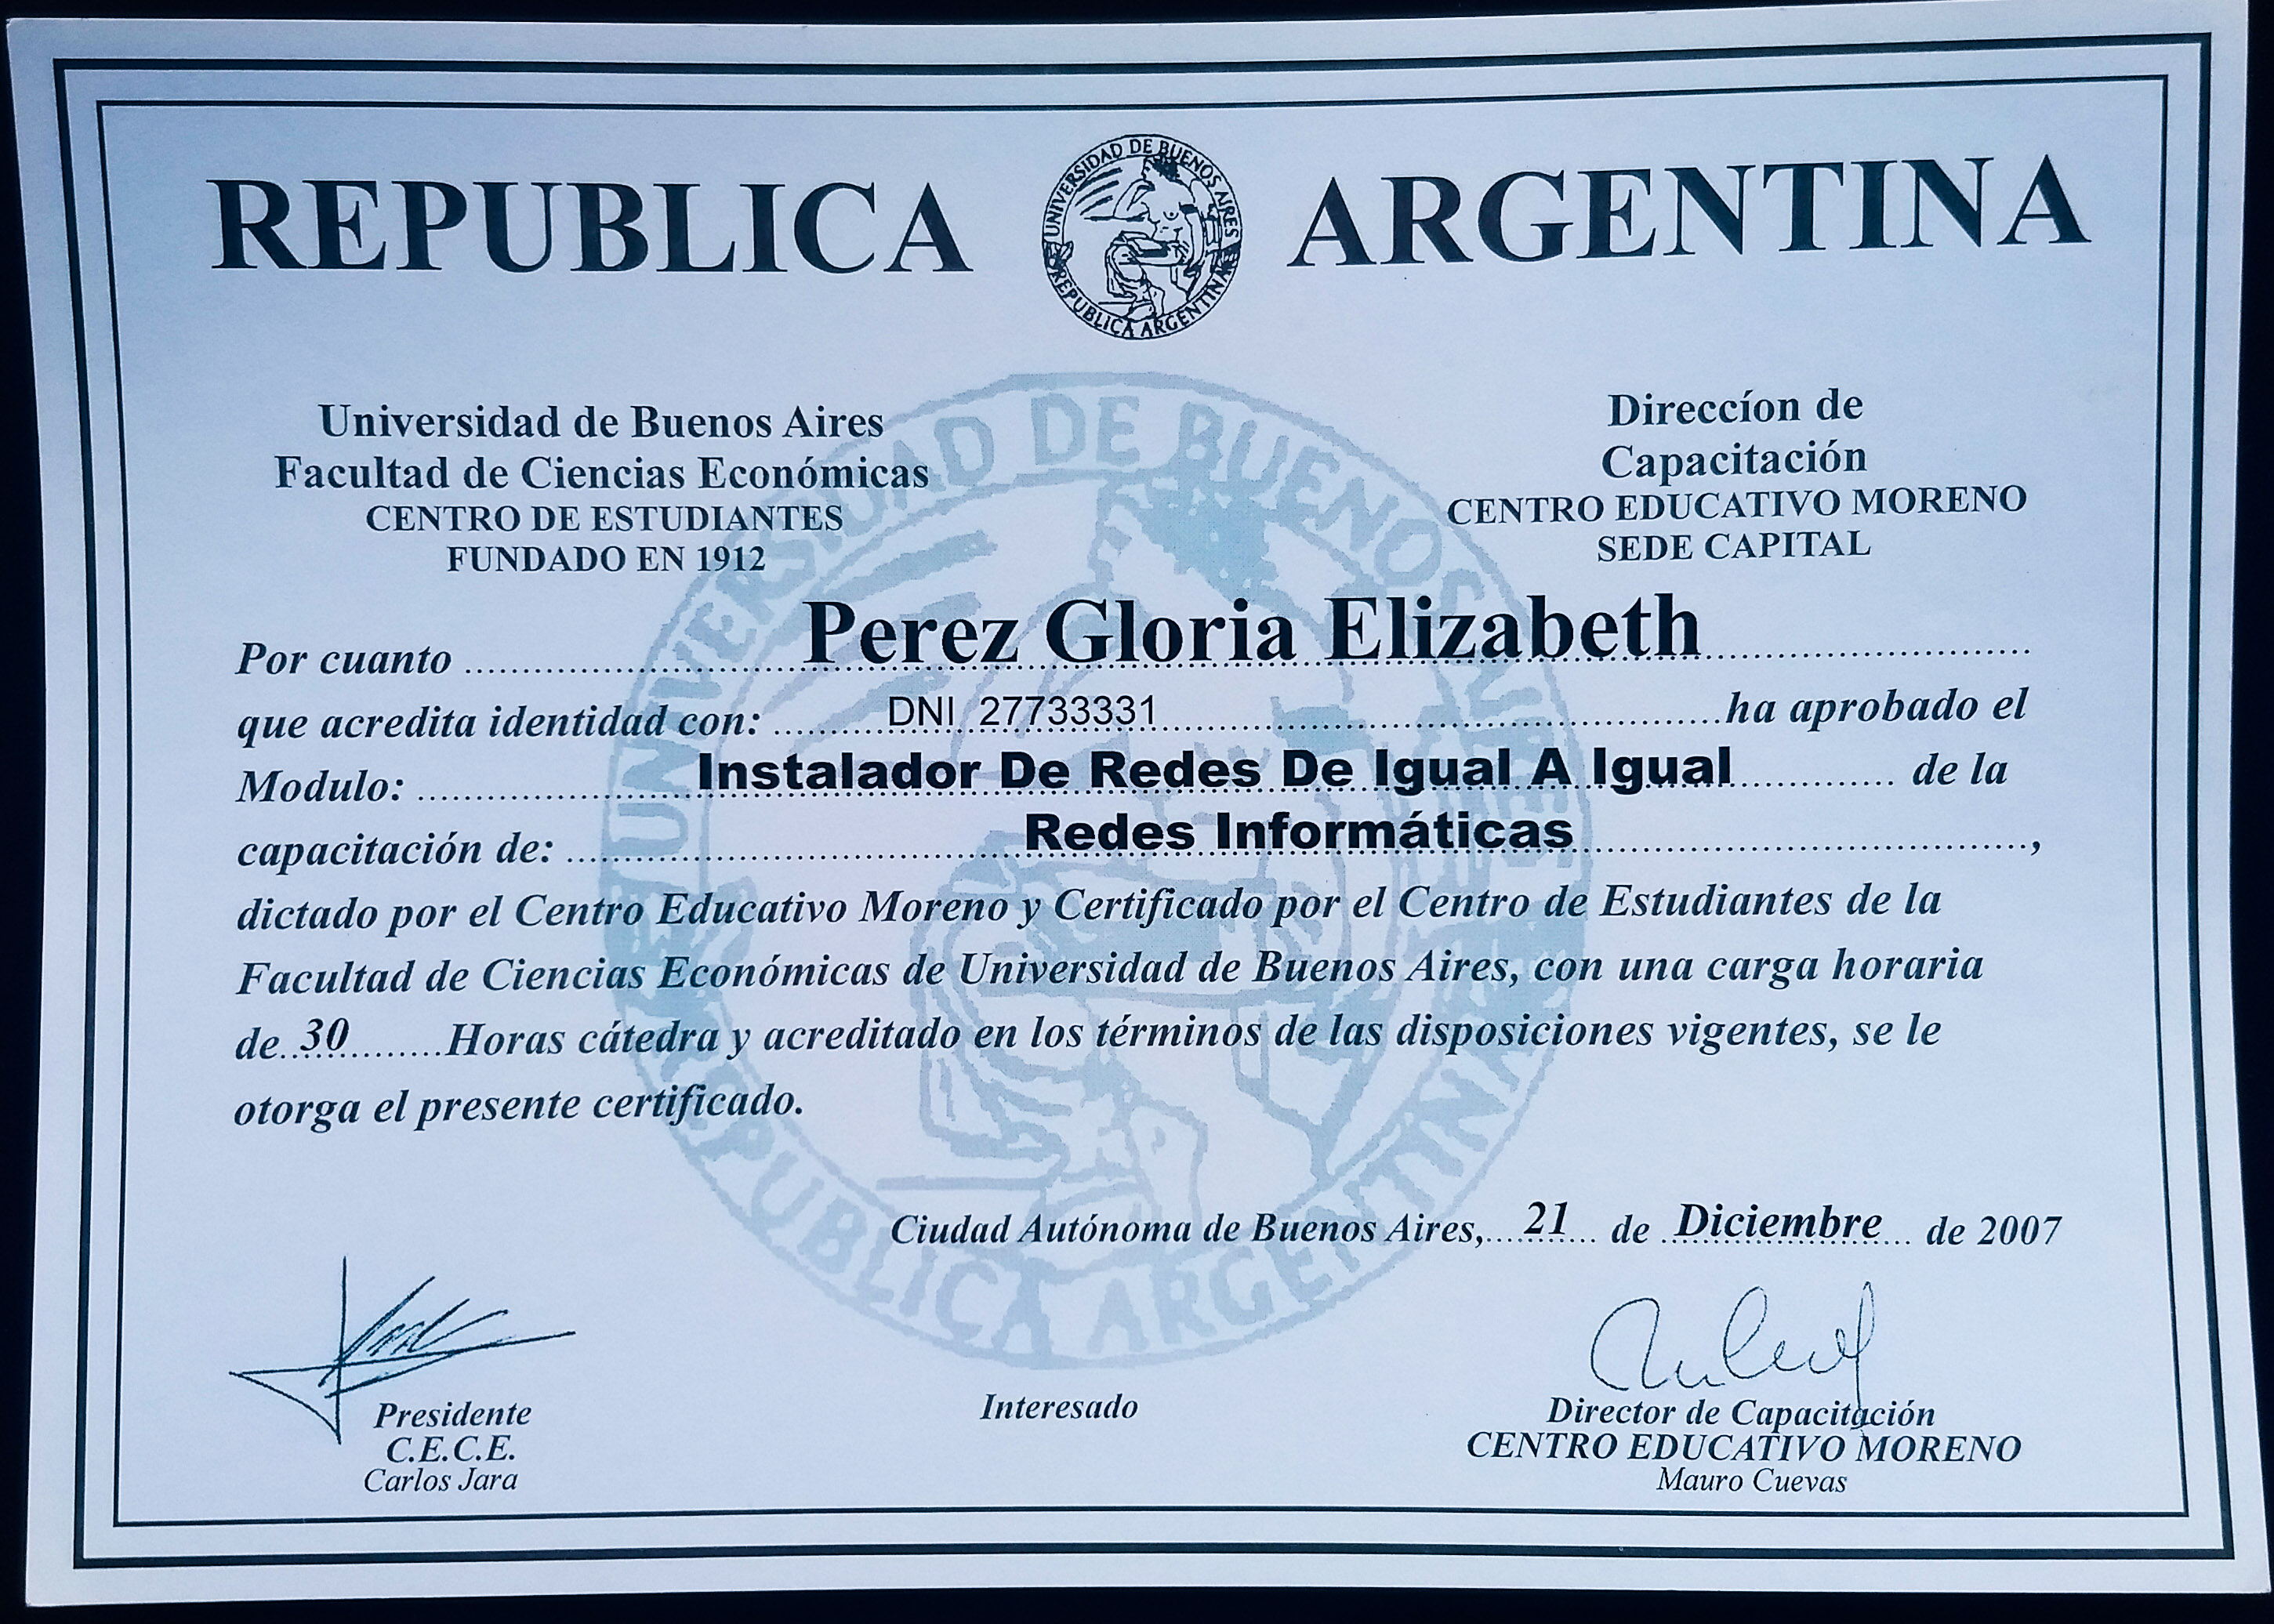 REPUBLICA ARGENTINA
UNIVERSIDAD DE BUENOS AIRES
REPUBLICA ARGENTINA
Universidad de Buenos Aires
Facultad de Ciencias Económicas
CENTRO DE ESTUDIANTES
FUNDADO EN 1912
Direccíon de
Capacitación
CENTRO EDUCATIVO MORENO
SEDE CAPITAL
UNIVERSIDAD DE BUENOS AIRES
REPUBLICA ARGENTINA
Por cuanto Perez Gloria Elizabeth
que acredita identidad con: DNI 27733331 ha aprobado el
Modulo: Instalador De Redes De Igual A Igual de la
capacitación de: Redes Informáticas,
dictado por el Centro Educativo Moreno y Certificado por el Centro de Estudiantes de la
Facultad de Ciencias Económicas de Universidad de Buenos Aires, con una carga horaria
de 30 Horas cátedra y acreditado en los términos de las disposiciones vigentes, se le
otorga el presente certificado.
Ciudad Autónoma de Buenos Aires, 21 de Diciembre de 2007
Presidente
C.E.C.E.
Carlos Jara
Interesado
Director de Capacitación
CENTRO EDUCATIVO MORENO
Mauro Cuevas